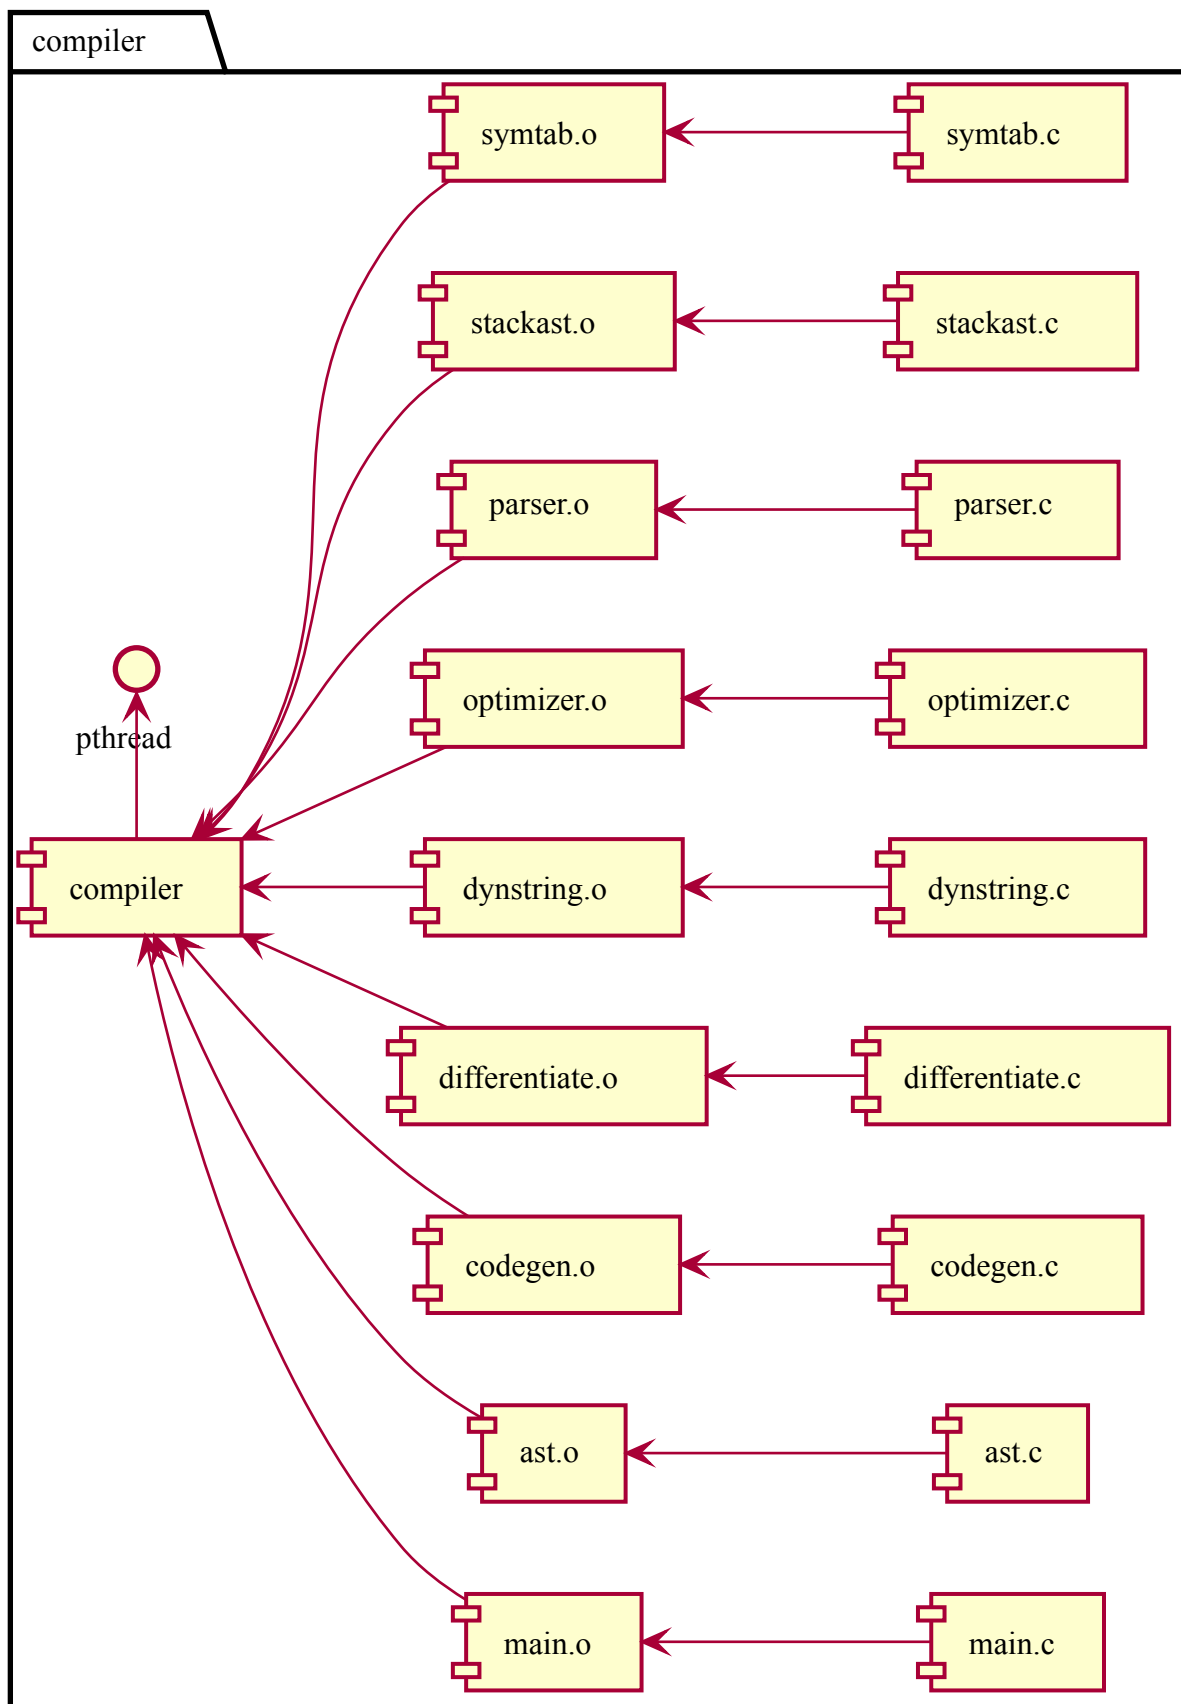 compiler
symtab.o
symtab.c
stackast.o
stackast.c
parser.o
parser.c
optimizer.o
optimizer.c
pthread
compiler
dynstring.o
dynstring.c
differentiate.o
differentiate.c
codegen.o
codegen.c
ast.o
ast.c
main.o
main.c